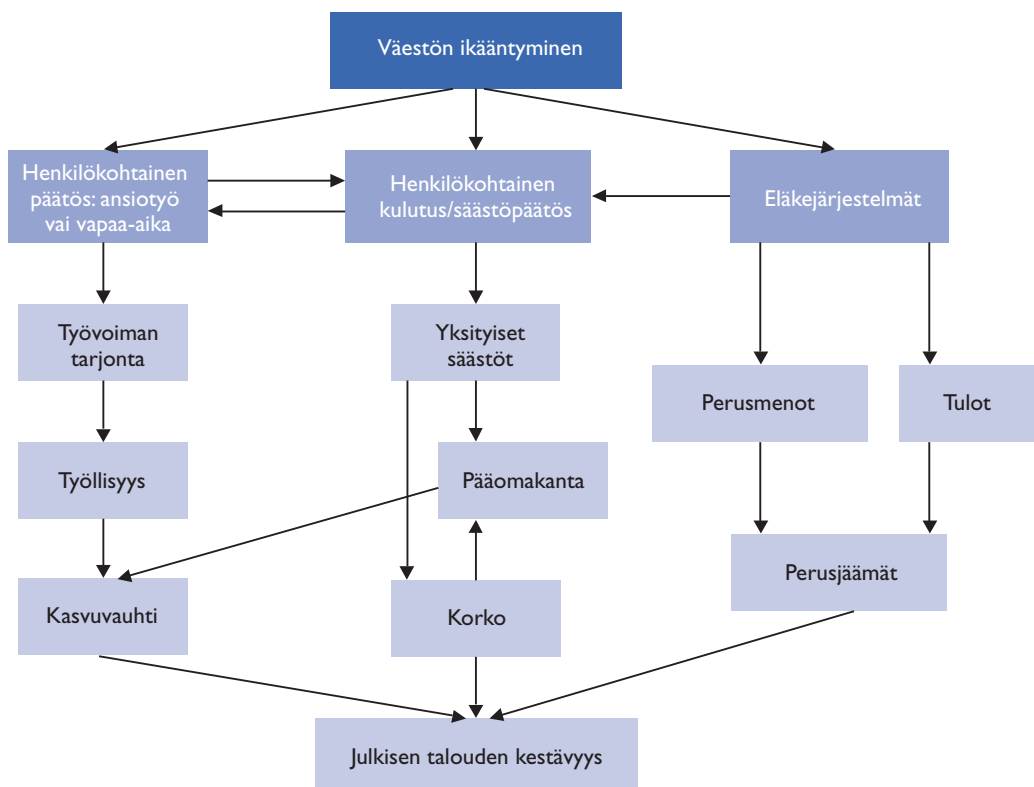 Väestön ikääntyminen
Henkilökohtainen
päätös: ansiotyö
vai vapaa-aika
Henkilökohtainen
kulutus/säästöpäätös
Eläkejärjestelmät
Työvoiman
tarjonta
Yksityiset
säästöt
Perusmenot
Tulot
Työllisyys
Pääomakanta
Perusjäämät
Kasvuvauhti
Korko
Julkisen talouden kestävyys